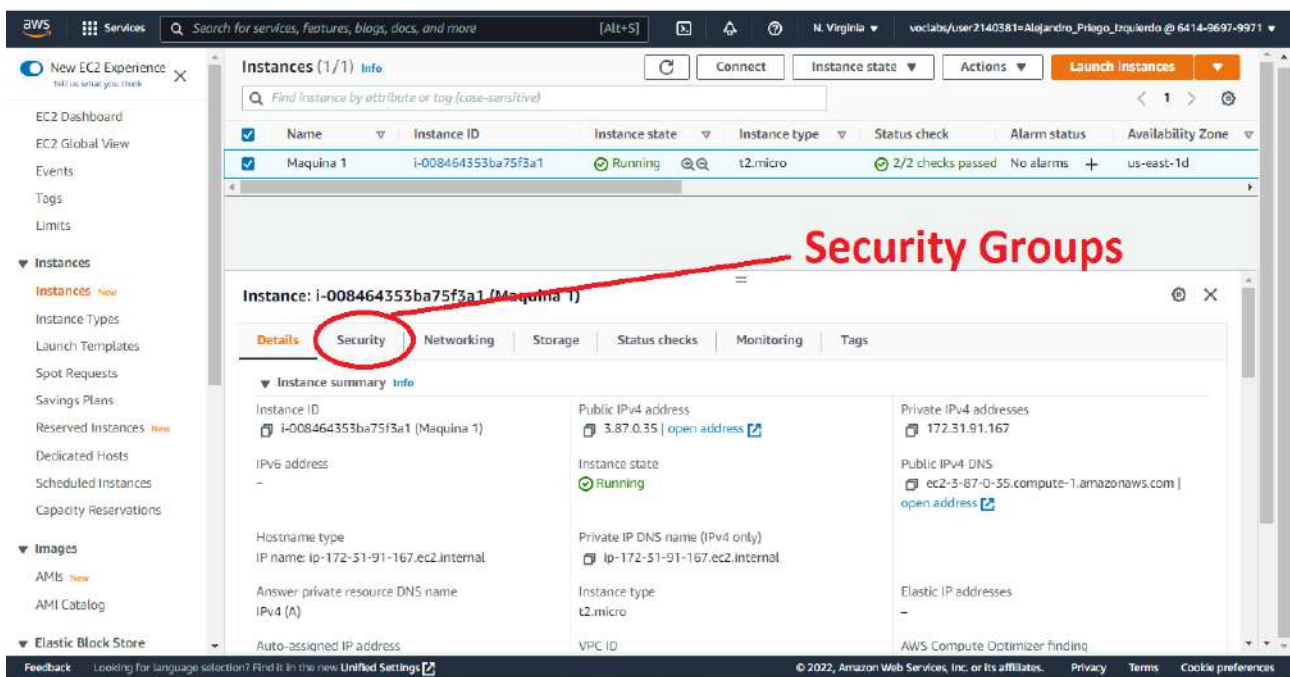 aws Services Search for services, features, blogs, docs, and more [Alt+S] N. Virginia voclabs/user2140381=Alejandro_Priego_Izquierdo @ 6414-9697-9971
New EC2 Experience
Tell us what you think
EC2 Dashboard
EC2 Global View
Events
Tags
Limits
Instances
Instances New
Instance Types
Launch Templates
Spot Requests
Savings Plans
Reserved Instances New
Dedicated Hosts
Scheduled Instances
Capacity Reservations
Images
AMIs New
AMI Catalog
Elastic Block Store
Instances (1/1) Info Connect Instance state Actions Launch Instances
Find instance by attribute or tag (case-sensitive) 1
Name Instance ID Instance state Instance type Status check Alarm status Availability Zone
Maquina 1 i-008464353ba75f3a1 Running t2.micro 2/2 checks passed No alarms + us-east-1d
Security Groups
Instance: i-008464353ba75f3a1 (Maquina 1)
Details Security Networking Storage Status checks Monitoring Tags
Instance summary Info
Instance ID Public IPv4 address Private IPv4 addresses
i-008464353ba75f3a1 (Maquina 1) 3.87.0.35 | open address 172.31.91.167
IPv6 address Instance state Public IPv4 DNS
– Running ec2-3-87-0-35.compute-1.amazonaws.com |
open address
Hostname type Private IP DNS name (IPv4 only)
IP name: ip-172-31-91-167.ec2.internal ip-172-31-91-167.ec2.internal
Answer private resource DNS name Instance type Elastic IP addresses
IPv4 (A) t2.micro –
Auto-assigned IP address VPC ID AWS Compute Optimizer finding
Feedback Looking for language selection? Find it in the new Unified Settings © 2022, Amazon Web Services, Inc. or its affiliates. Privacy Terms Cookie preferences